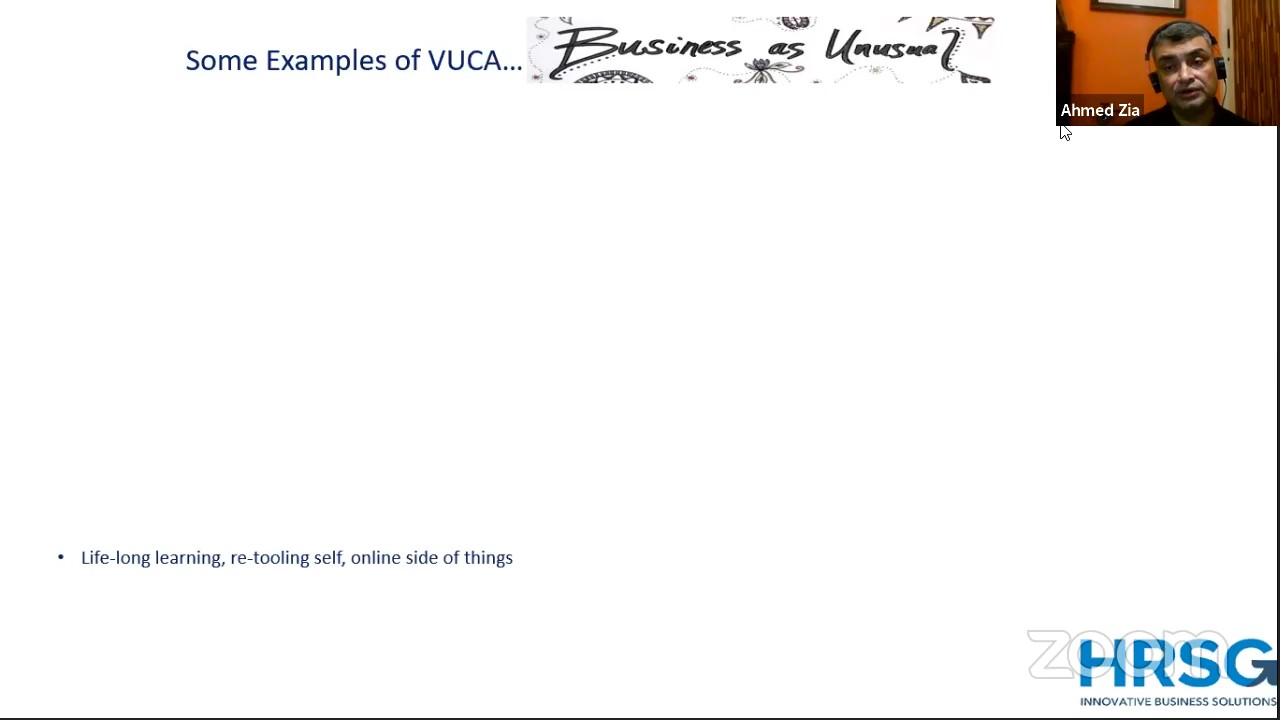 Some Examples of VUCA...
Business as Unusual
Ahmed Zia
• Life-long learning, re-tooling self, online side of things
zoom
HRSG
INNOVATIVE BUSINESS SOLUTIONS